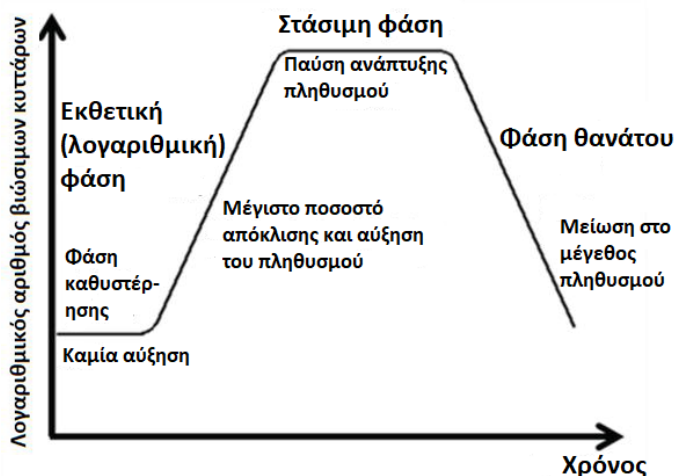 Λογαριθμικός αριθμός βιώσιμων κυττάρων
Στάσιμη φάση
Παύση ανάπτυξης
πληθυσμού
Εκθετική
(λογαριθμική)
φάση
Φάση θανάτου
Μέγιστο ποσοστό
απόκλισης και αύξηση
του πληθυσμού
Μείωση στο
μέγεθος
πληθυσμού
Φάση
καθυστέρ-
ησης
Καμία αύξηση
Χρόνος